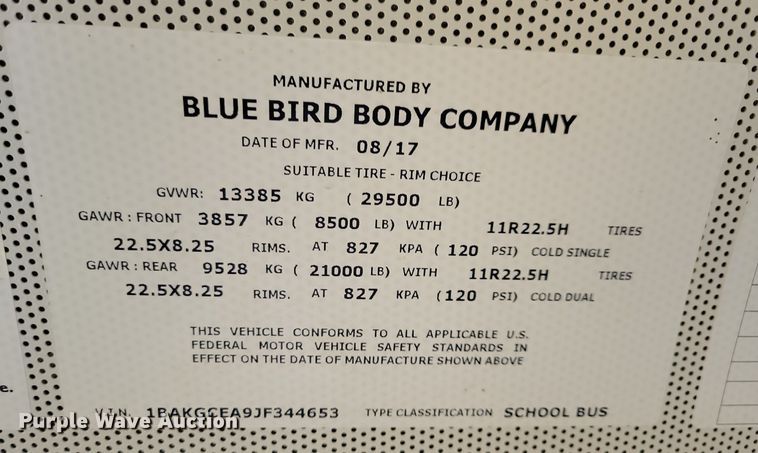 MANUFACTURED BY
BLUE BIRD BODY COMPANY
DATE OF MFR. 08/17
SUITABLE TIRE - RIM CHOICE
GVWR: 13385 KG ( 29500 LB)
GAWR : FRONT 3857 KG ( 8500 LB) WITH 11R22.5H TIRES
22.5X8.25 RIMS. AT 827 KPA ( 120 PSI) COLD SINGLE
GAWR : REAR 9528 KG ( 21000 LB) WITH 11R22.5H TIRES
22.5X8.25 RIMS. AT 827 KPA ( 120 PSI) COLD DUAL
THIS VEHICLE CONFORMS TO ALL APPLICABLE U.S.
FEDERAL MOTOR VEHICLE SAFETY STANDARDS IN
EFFECT ON THE DATE OF MANUFACTURE SHOWN ABOVE
e.
V.I.N. 1BAKGCEA9JF344653 TYPE CLASSIFICATION SCHOOL BUS
Purple Wave Auction